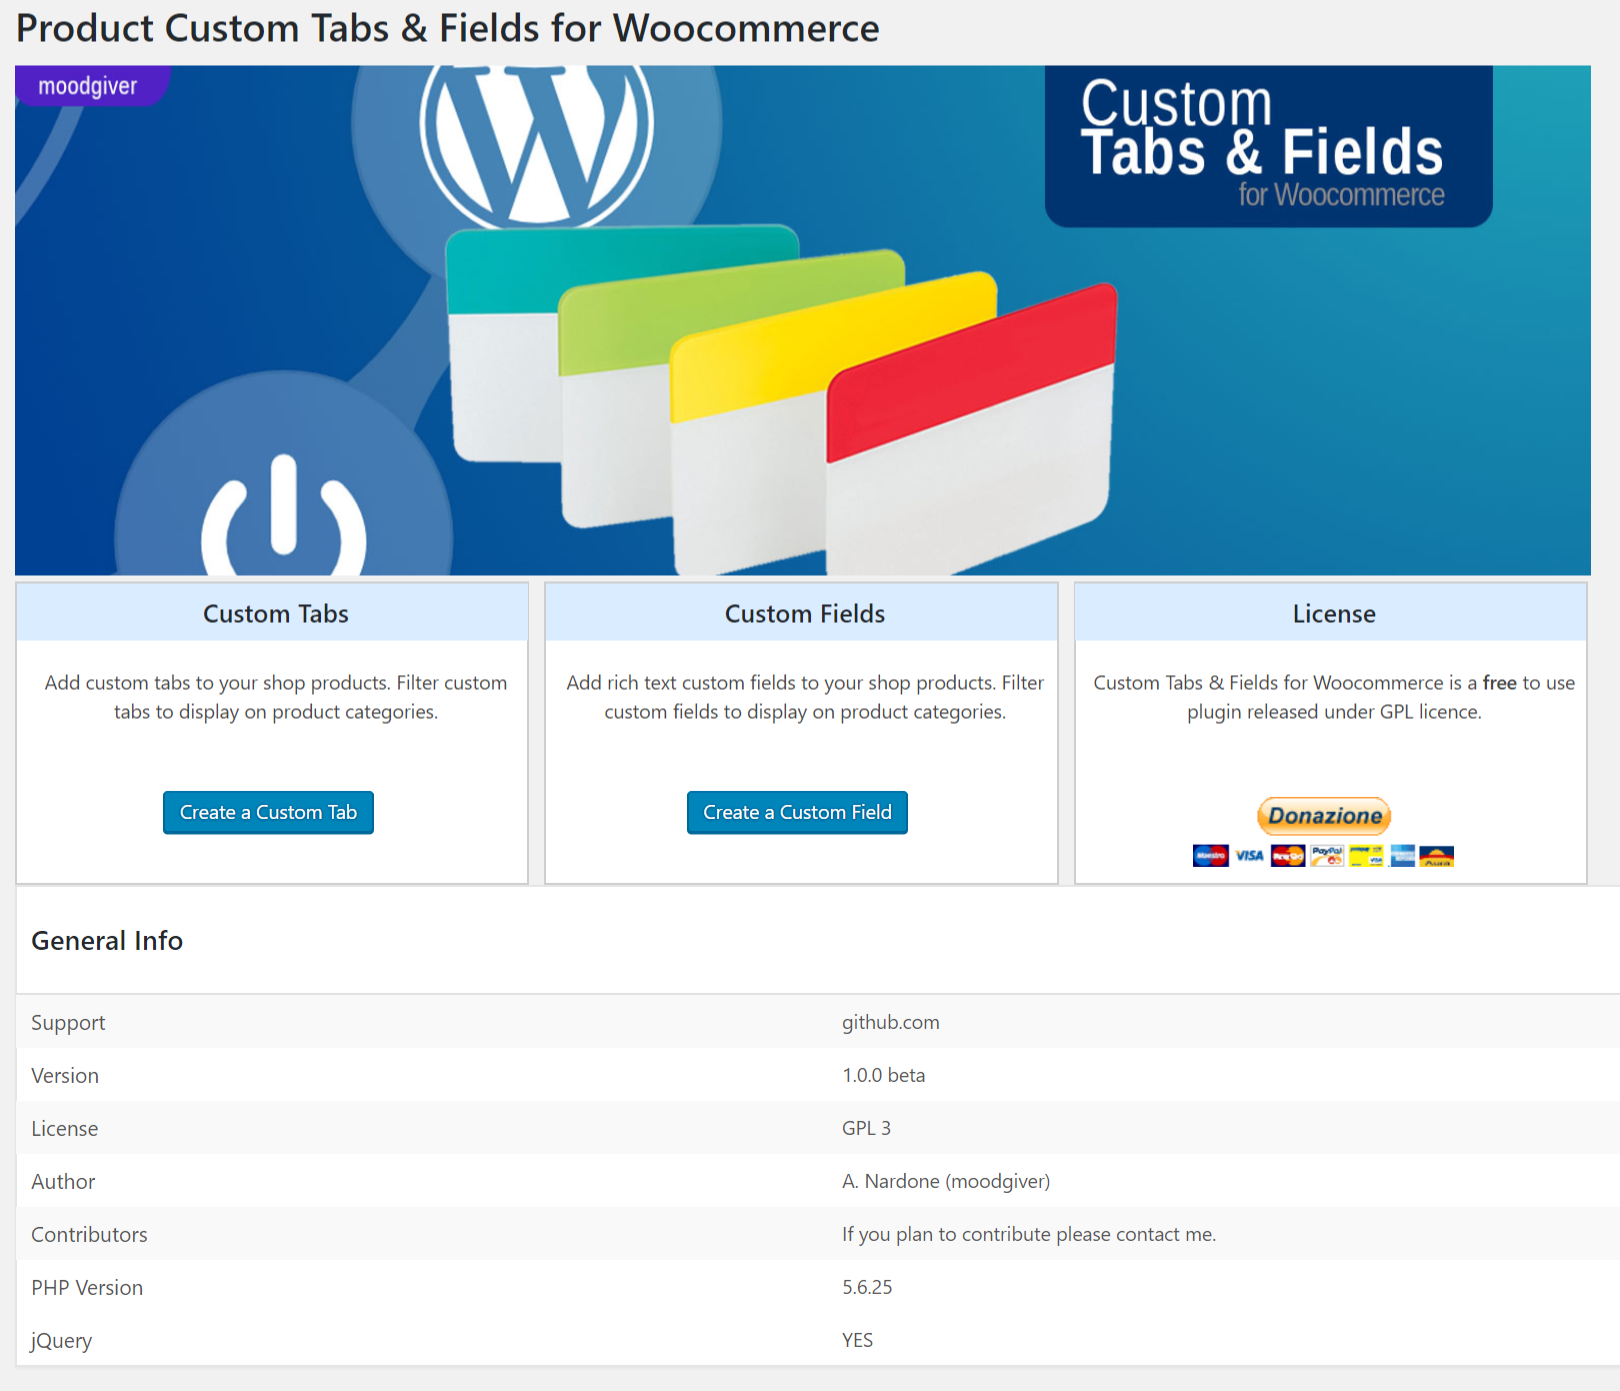 Product Custom Tabs & Fields for Woocommerce
moodgiver
Custom
Tabs & Fields
for Woocommerce
Custom Tabs
Add custom tabs to your shop products. Filter custom
tabs to display on product categories.
Create a Custom Tab
Custom Fields
Add rich text custom fields to your shop products. Filter
custom fields to display on product categories.
Create a Custom Field
License
Custom Tabs & Fields for Woocommerce is a free to use
plugin released under GPL licence.
Donazione
Maestro VISA PayPal VISA Aura
General Info
Support github.com
Version 1.0.0 beta
License GPL 3
Author A. Nardone (moodgiver)
Contributors If you plan to contribute please contact me.
PHP Version 5.6.25
jQuery YES